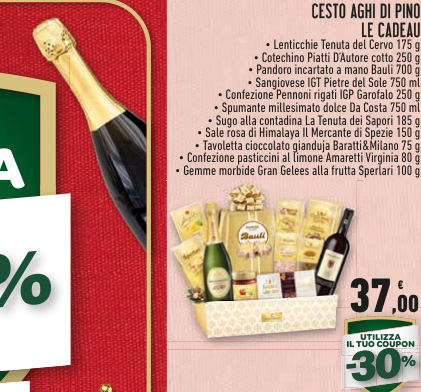 CESTO AGHI DI PINO
LE CADEAU
• Lenticchie Tenuta del Cervo 175 g
• Cotechino Piatti D'Autore cotto 250 g
• Pandoro incartato a mano Bauli 700 g
• Sangiovese IGT Pietre del Sole 750 ml
• Confezione Pennoni rigati IGP Garofalo 250 g
• Spumante millesimato dolce Da Costa 750 ml
• Sugo alla contadina La Tenuta dei Sapori 185 g
• Sale rosa di Himalaya Il Mercante di Spezie 150 g
• Tavoletta cioccolato gianduja Baratti&Milano 75 g
• Confezione pasticcini al limone Amaretti Virginia 80 g
• Gemme morbide Gran Gelees alla frutta Sperlari 100 g
A
%
Bauli
€
37,00
UTILIZZA
IL TUO COUPON
-30%